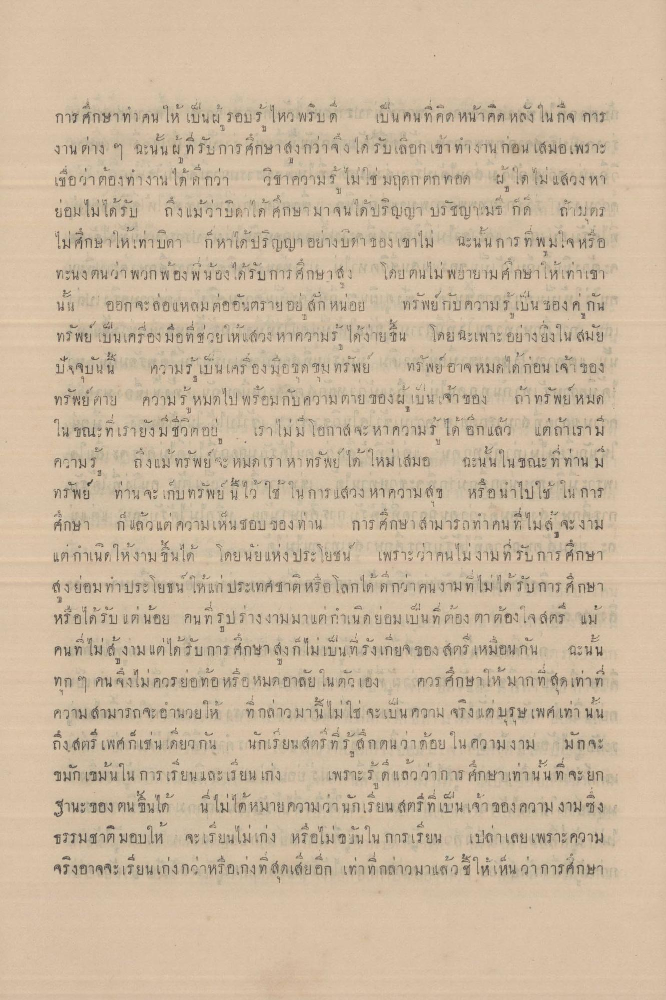 การศึกษาทำคนให้เป็นผู้รอบรู้ไหวพริบดี เป็นคนที่คิดหน้าคิดหลังในกิจการ
งานต่าง ๆ ฉะนั้นผู้ที่รับการศึกษาสูงกว่าจึงได้รับเลือกเข้าทำงานก่อนเสมอเพราะ
เชื่อว่าต้องทำงานได้ดีกว่า วิชาความรู้ไม่ใช่มฤดกตกทอด ผู้ใดไม่แสวงหา
ย่อมไม่ได้รับ ถึงแม้ว่าบิดาได้ศึกษามาจนได้ปริญญา ปรัชญาเมธี ก็ดี ถ้าบุตร
ไม่ศึกษาให้เท่าบิดา ก็หาได้ปริญญาอย่างบิดาของเขาไม่ ฉะนั้นการที่พูมใจหรือ
ทะนงตนว่าพวกพ้องพี่น้องได้รับการศึกษาสูง โดยตนไม่พยายามศึกษาให้เท่าเขา
นั้น ออกจะล่อแหลมต่ออันตรายอยู่สักหน่อย ทรัพย์กับความรู้เป็นของคู่กัน
ทรัพย์เป็นเครื่องมือที่ช่วยให้แสวงหาความรู้ได้ง่ายขึ้น โดยฉะเพาะอย่างยิ่งในสมัย
ปัจจุบันนี้ ความรู้เป็นเครื่องมือขุดขุมทรัพย์ ทรัพย์อาจหมดได้ก่อนเจ้าของ
ทรัพย์ตาย ความรู้หมดไปพร้อมกับความตายของผู้เป็นเจ้าของ ถ้าทรัพย์หมด
ในขณะที่เรายังมีชีวิตอยู่ เราไม่มีโอกาสจะหาความรู้ได้อีกแล้ว แต่ถ้าเรามี
ความรู้ ถึงแม้ทรัพย์จะหมดเราหาทรัพย์ได้ใหม่เสมอ ฉะนั้นในขณะที่ท่านมี
ทรัพย์ ท่านจะเก็บทรัพย์นี้ไว้ใช้ในการแสวงหาความสุข หรือนำไปใช้ในการ
ศึกษา ก็แล้วแต่ความเห็นชอบของท่าน การศึกษาสามารถทำคนที่ไม่สู้จะงาม
แต่กำเนิดให้งามขึ้นได้ โดยนัยแห่งประโยชน์ เพราะว่าคนไม่งามที่รับการศึกษา
สูงย่อมทำประโยชน์ให้แก่ประเทศชาติหรือโลกได้ดีกว่าคนงามที่ไม่ได้รับการศึกษา
หรือได้รับแต่น้อย คนที่รูปร่างงามมาแต่กำเนิดย่อมเป็นที่ต้องตาต้องใจสตรี แม้
คนที่ไม่สู้งามแต่ได้รับการศึกษาสูงก็ไม่เป็นที่รังเกียจของสตรีเหมือนกัน ฉะนั้น
ทุก ๆ คนจึงไม่ควรย่อท้อหรือหมดอาลัยในตัวเอง ควรศึกษาให้มากที่สุดเท่าที่
ความสามารถจะอำนวยให้ ที่กล่าวมานี้ไม่ใช่จะเป็นความจริงแต่บุรุษเพศเท่านั้น
ถึงสตรีเพศก็เช่นเดียวกัน นักเรียนสตรีที่รู้สึกตนว่าด้อยในความงาม มักจะ
ขมักเขม้นในการเรียนและเรียนเก่ง เพราะรู้ดีแล้วว่าการศึกษาเท่านั้นที่จะยก
ฐานะของตนขึ้นได้ นี่ไม่ได้หมายความว่านักเรียนสตรีที่เป็นเจ้าของความงามซึ่ง
ธรรมชาติมอบให้ จะเรียนไม่เก่ง หรือไม่ขยันในการเรียน เปล่าเลยเพราะความ
จริงอาจจะเรียนเก่งกว่าหรือเก่งที่สุดเสียอีก เท่าที่กล่าวมาแล้วชี้ให้เห็นว่าการศึกษา